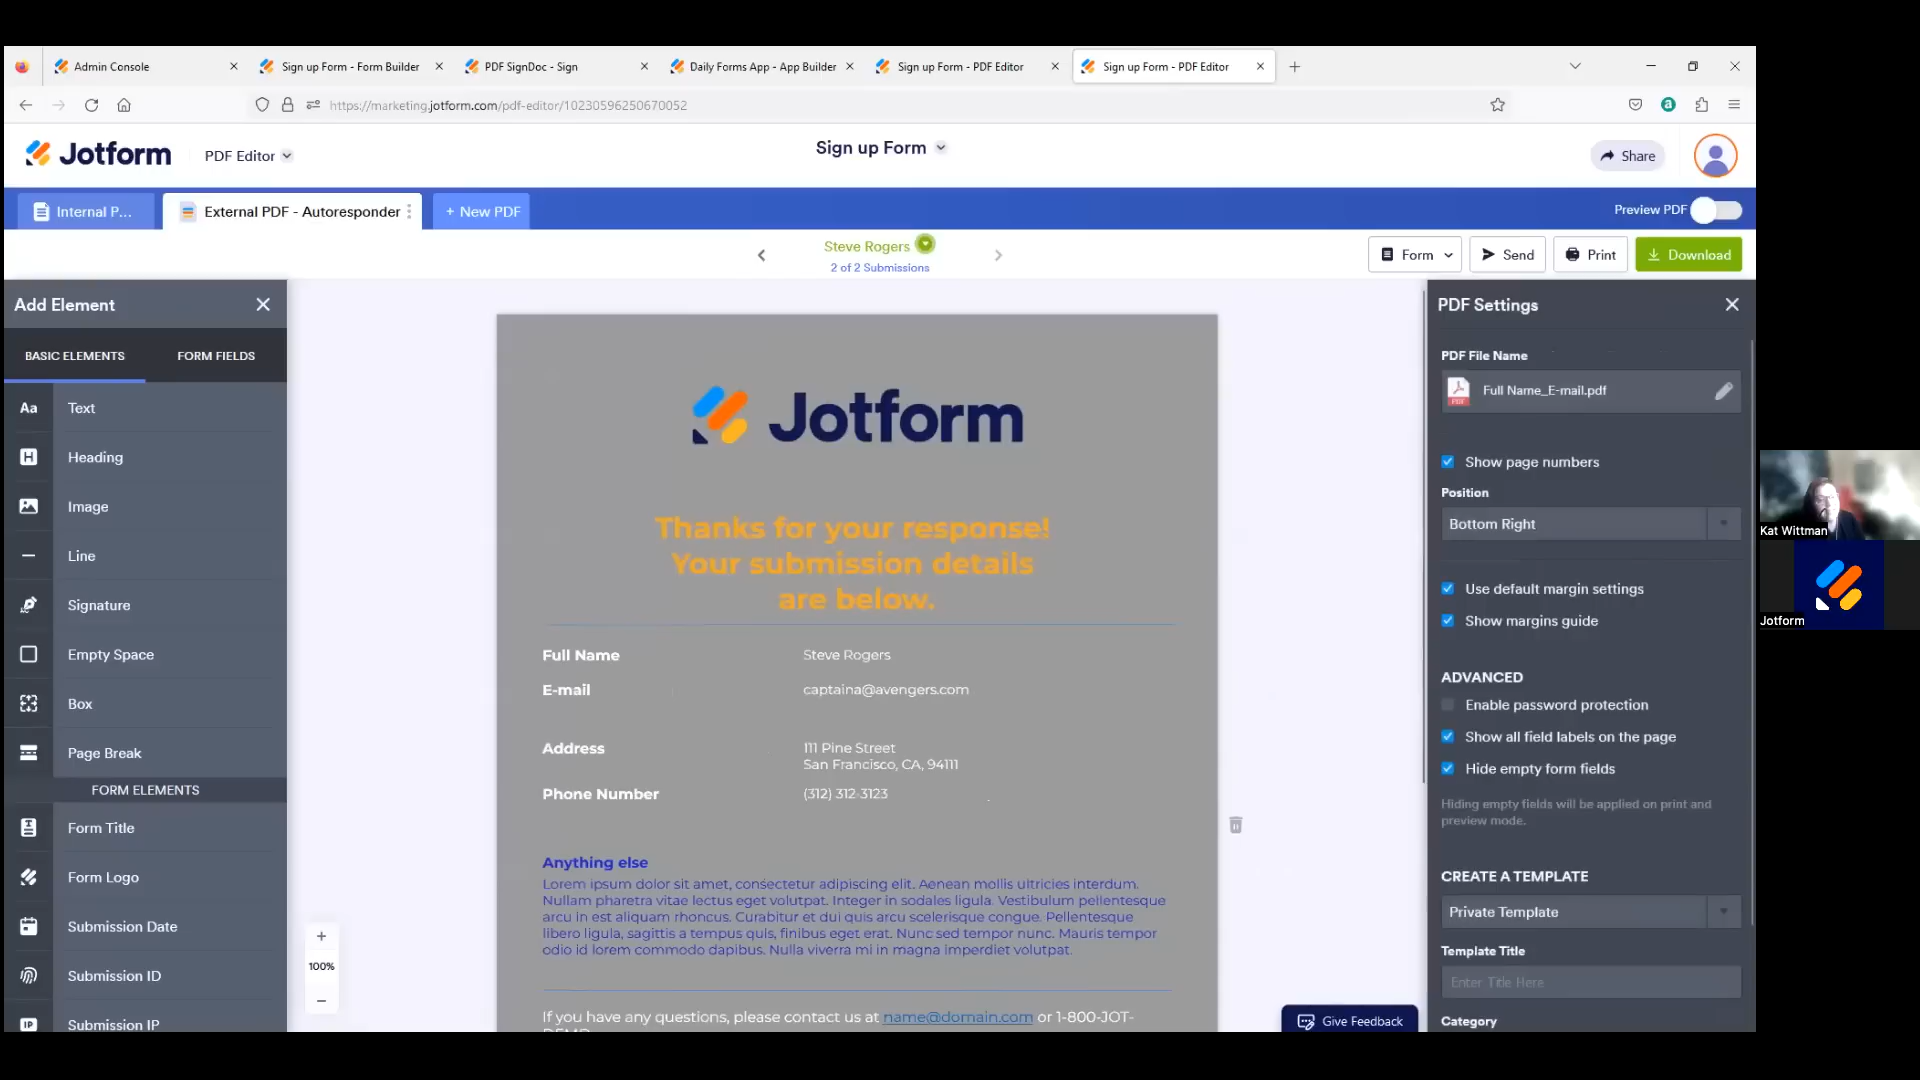 Admin Console
Sign up Form - Form Builder
PDF SignDoc - Sign
Daily Forms App - App Builder
Sign up Form - PDF Editor
Sign up Form - PDF Editor
https://marketing.jotform.com/pdf-editor/10230596250670052
Jotform
PDF Editor
Sign up Form
Share
Internal P...
External PDF - Autoresponder
+ New PDF
Preview PDF
Steve Rogers
2 of 2 Submissions
Form
Send
Print
Download
Add Element
BASIC ELEMENTS
FORM FIELDS
Aa Text
H Heading
Image
Line
Signature
Empty Space
Box
Page Break
FORM ELEMENTS
Form Title
Form Logo
Submission Date
Submission ID
IP Submission IP
+
100%
−
Jotform
Thanks for your response!
Your submission details
are below.
Full Name Steve Rogers
E-mail captaina@avengers.com
Address 111 Pine Street
San Francisco, CA, 94111
Phone Number (312) 312-3123
Anything else
Lorem ipsum dolor sit amet, consectetur adipiscing elit. Aenean mollis ultricies interdum.
Nullam pharetra vitae lectus eget volutpat. Integer in sodales ligula. Vestibulum pellentesque
arcu in est aliquam rhoncus. Curabitur et dui quis arcu scelerisque congue. Pellentesque
libero ligula, sagittis a tempus quis, finibus eget erat. Nunc sed tempor nunc. Mauris tempor
odio id lorem commodo dapibus. Nulla viverra mi in magna imperdiet volutpat.
If you have any questions, please contact us at name@domain.com or 1-800-JOT-
DEMO
Give Feedback
PDF Settings
PDF File Name
PDF Full Name_E-mail.pdf
Show page numbers
Position
Bottom Right
Use default margin settings
Show margins guide
ADVANCED
Enable password protection
Show all field labels on the page
Hide empty form fields
Hiding empty fields will be applied on print and
preview mode.
CREATE A TEMPLATE
Private Template
Template Title
Enter Title Here
Category
Kat Wittman
Jotform